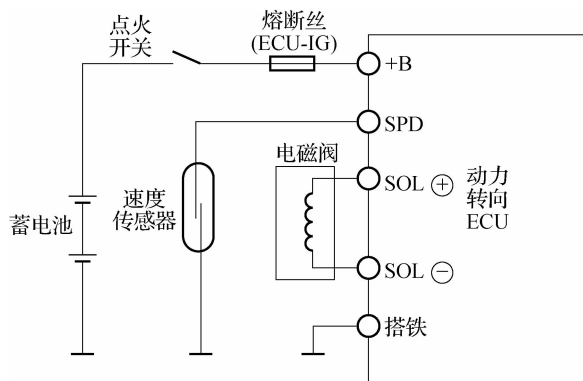 点火
开关
熔断丝
(ECU-IG)
+B
SPD
电磁阀
SOL ⊕
动力
转向
ECU
速度
传感器
蓄电池
SOL ⊖
搭铁